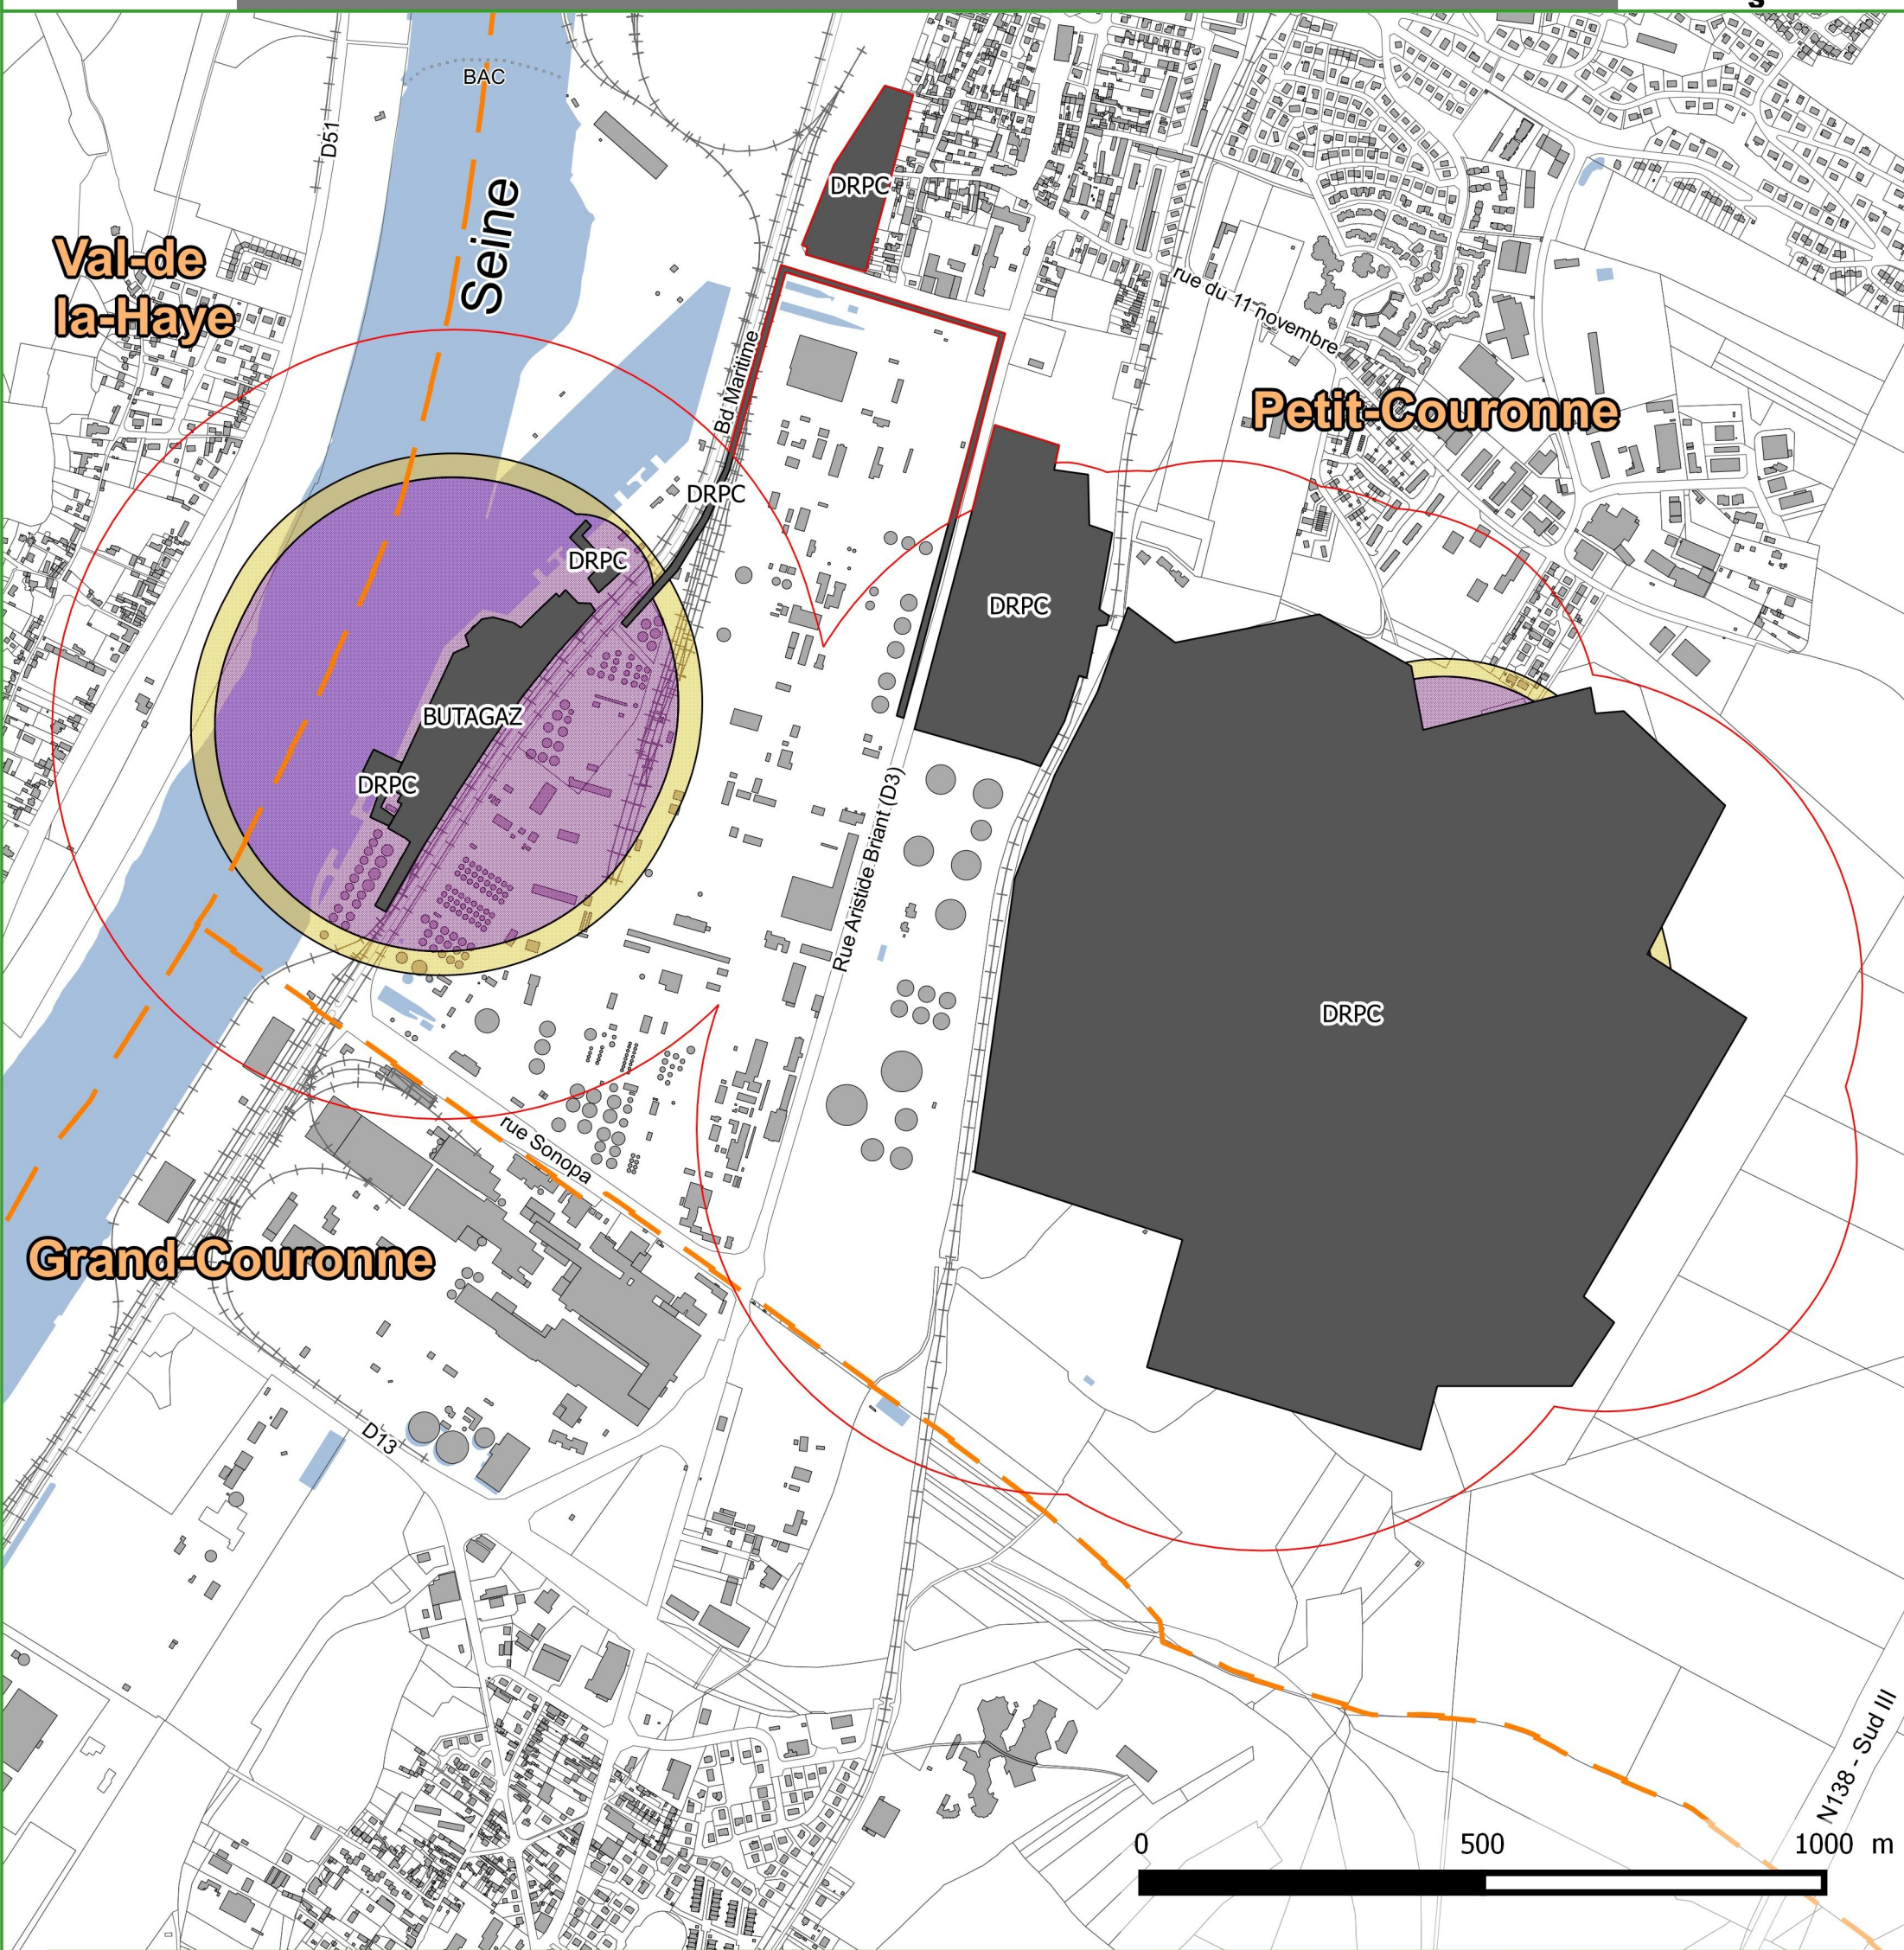 BAC
D51
Seine
DRPC
Val-de
la-Haye
rue du 11 novembre
Bd Maritime
Petit-Couronne
DRPC
DRPC
DRPC
BUTAGAZ
DRPC
Rue Aristide Briant (D3)
DRPC
rue Sonopa
Grand-Couronne
D13
N138 - Sud III
0 500 1000 m